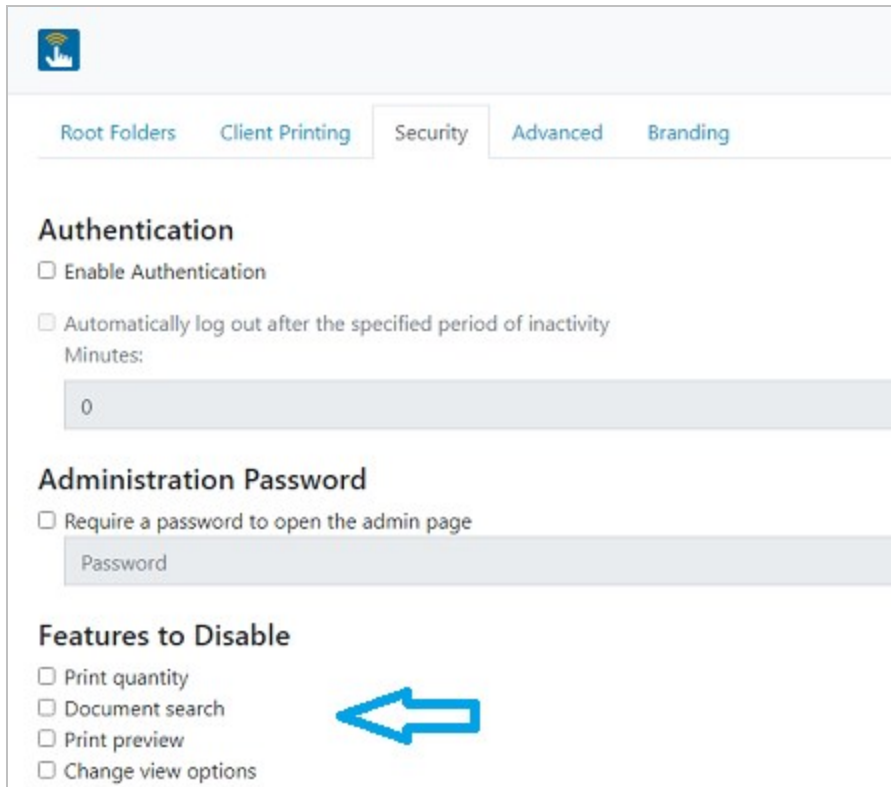 Root Folders Client Printing Security Advanced Branding
Authentication
Enable Authentication
Automatically log out after the specified period of inactivity
Minutes:
0
Administration Password
Require a password to open the admin page
Password
Features to Disable
Print quantity
Document search
Print preview
Change view options